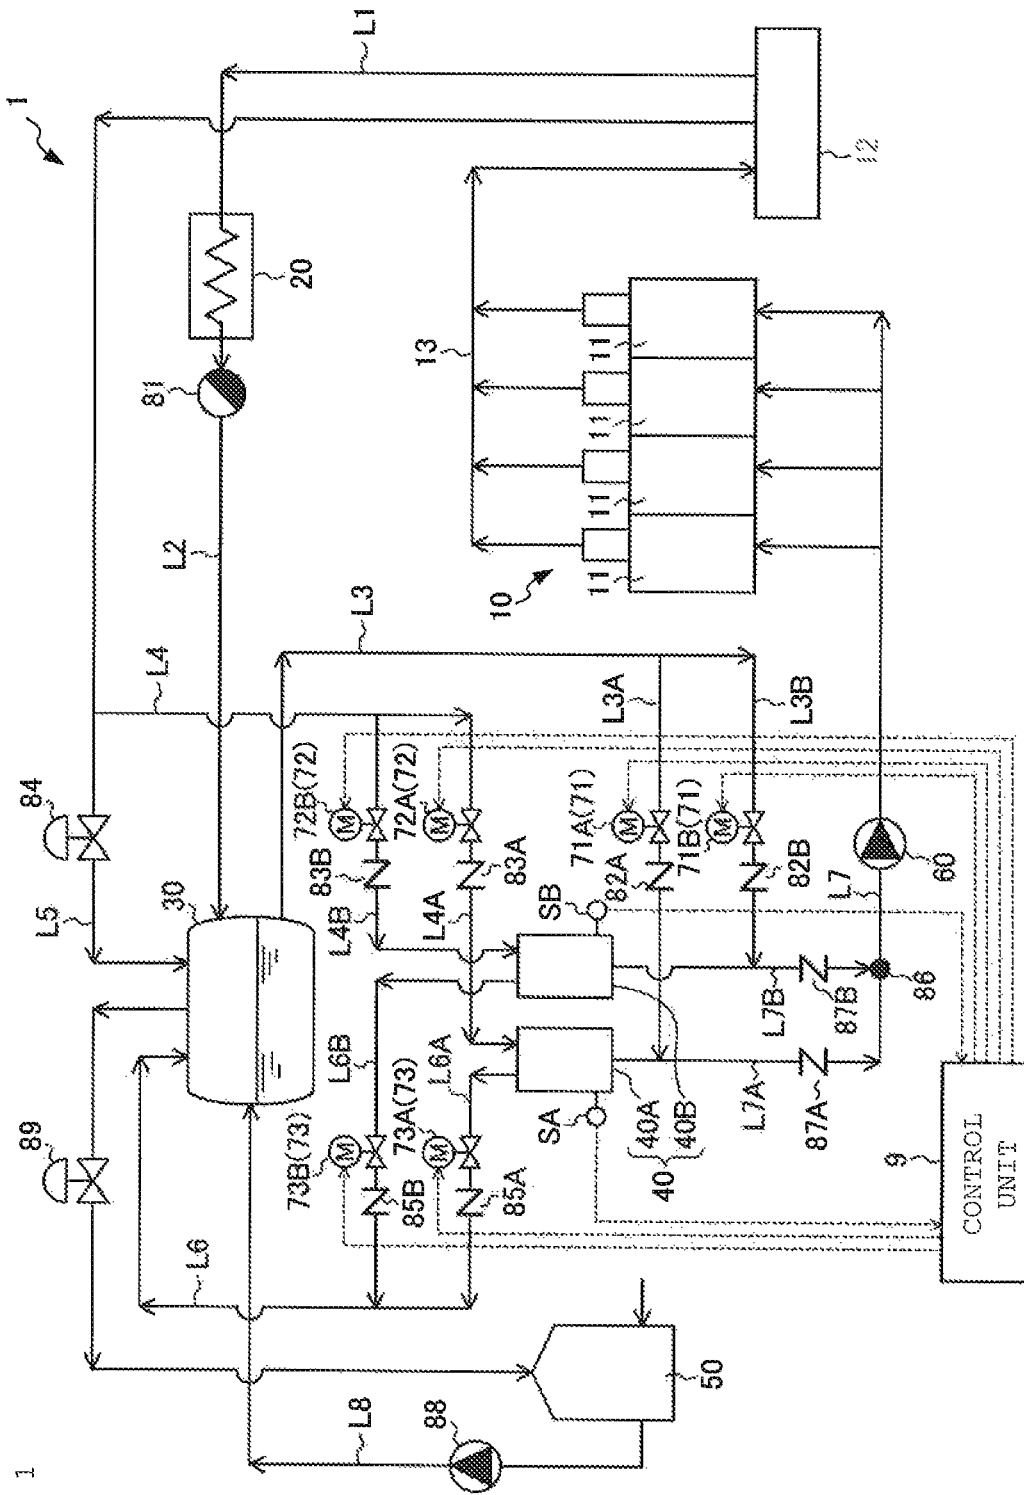 1
1
89
84
L5
81
L4
30
L2
L6
20
73B(73)
72B(72)
83B
L6B
L4B
L8
L3
L1
73A(73)
72A(72)
85B
13
88
L6A
L4A
10
85A
83A
SA
SB
71A(71)
11
11
11
11
82A
L3A
40A
40
40B
71B(71)
50
L7A
L7B
82B
L3B
87A
87B
L7
12
9
86
60
M
M
M
M
M
M
CONTROL
UNIT